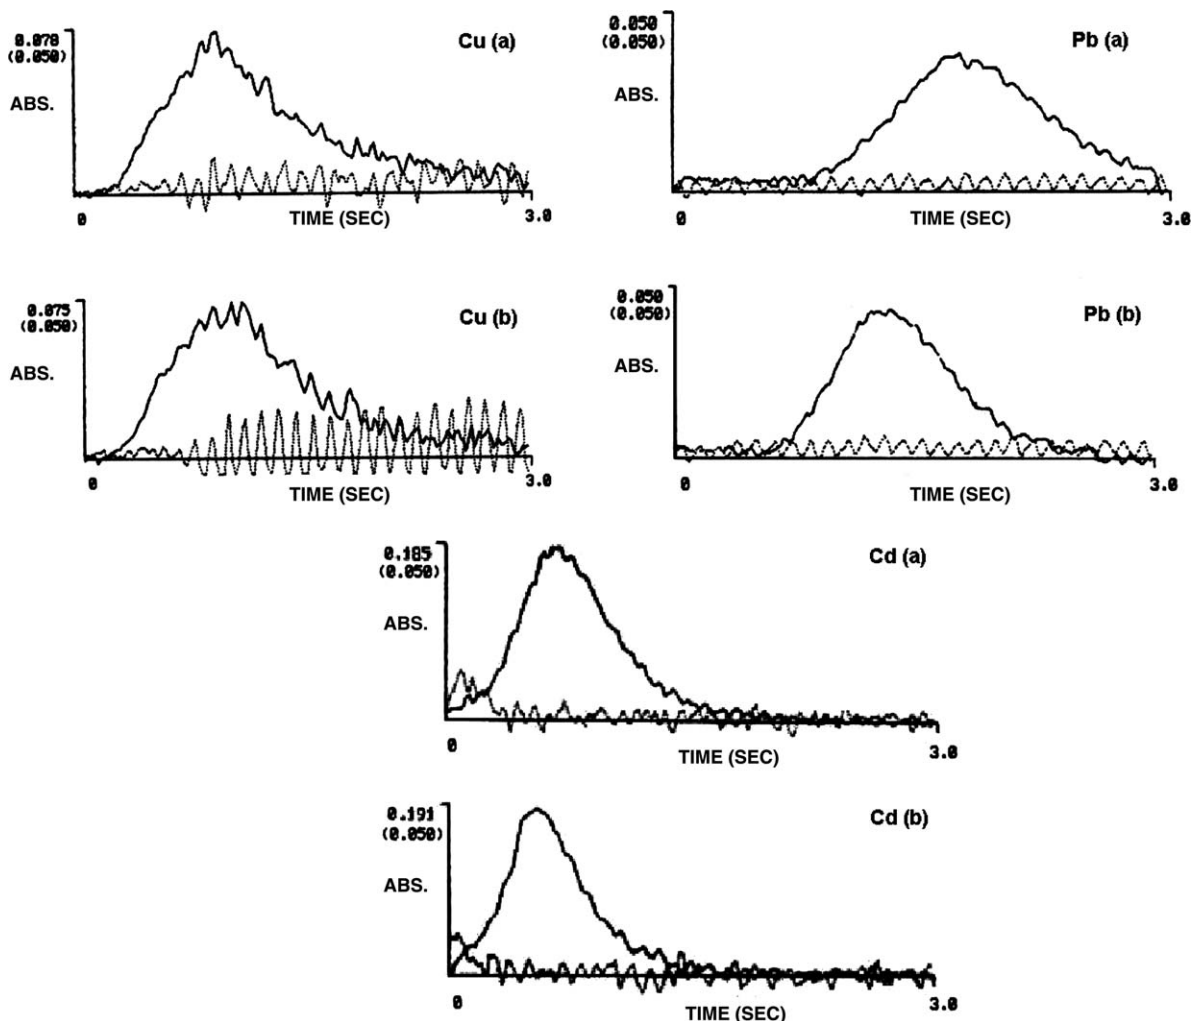 0.078
(0.050)
Cu (a)
ABS.
0
TIME (SEC)
3.0
0.050
(0.050)
Pb (a)
ABS.
0
TIME (SEC)
3.0
0.075
(0.050)
Cu (b)
ABS.
0
TIME (SEC)
3.0
0.050
(0.050)
Pb (b)
ABS.
0
TIME (SEC)
3.0
0.185
(0.050)
Cd (a)
ABS.
0
TIME (SEC)
3.0
0.191
(0.050)
Cd (b)
ABS.
0
TIME (SEC)
3.0